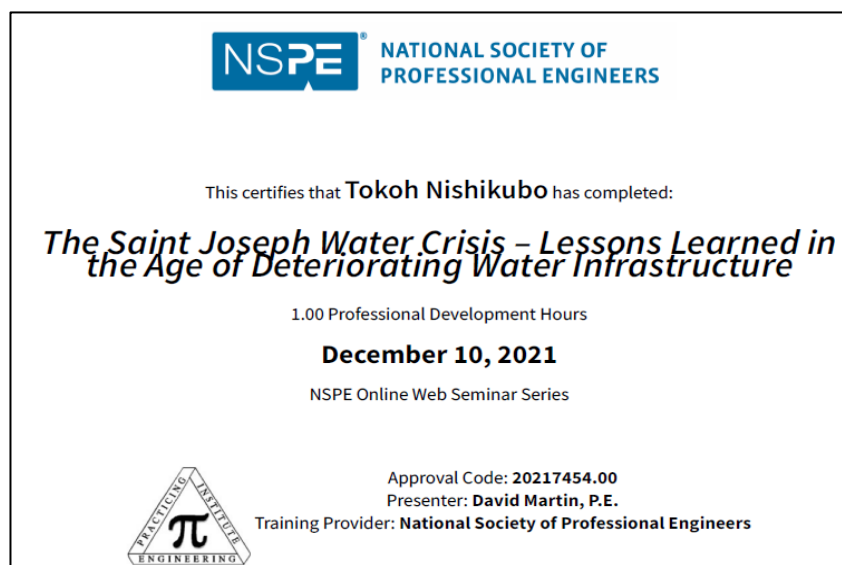 NSPE®
NATIONAL SOCIETY OF
PROFESSIONAL ENGINEERS
This certifies that Tokoh Nishikubo has completed:
The Saint Joseph Water Crisis – Lessons Learned in
the Age of Deteriorating Water Infrastructure
1.00 Professional Development Hours
December 10, 2021
NSPE Online Web Seminar Series
PRACTICING
INSTITUTE
π
ENGINEERING
Approval Code: 20217454.00
Presenter: David Martin, P.E.
Training Provider: National Society of Professional Engineers